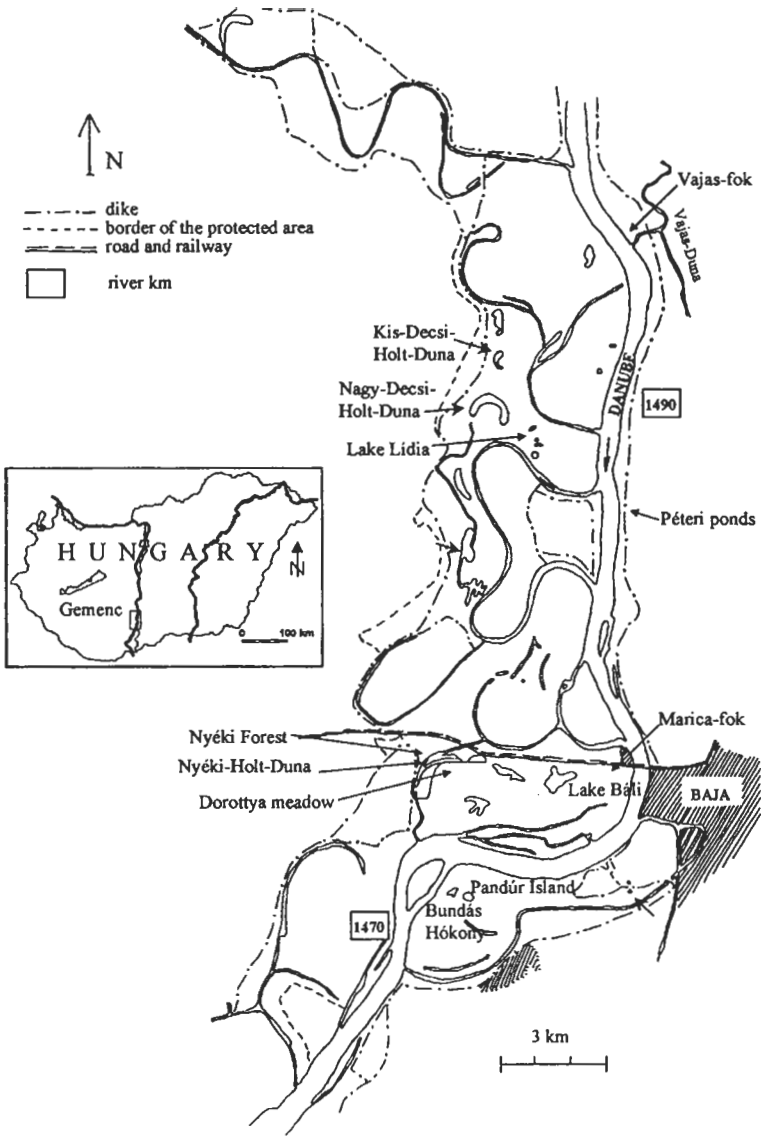 N
dike
border of the protected area
road and railway
river km
Vajas-fok
Vajas-Duna
Kis-Decsi-
Holt-Duna
Nagy-Decsi-
Holt-Duna
Lake Lídia
DANUBE
1490
Péteri ponds
HUNGARY
N
Gemenc
0 100 km
Nyéki Forest
Nyéki-Holt-Duna
Dorottya meadow
Marica-fok
Lake Báli
BAJA
Pandúr Island
Bundás
Hókony
1470
3 km